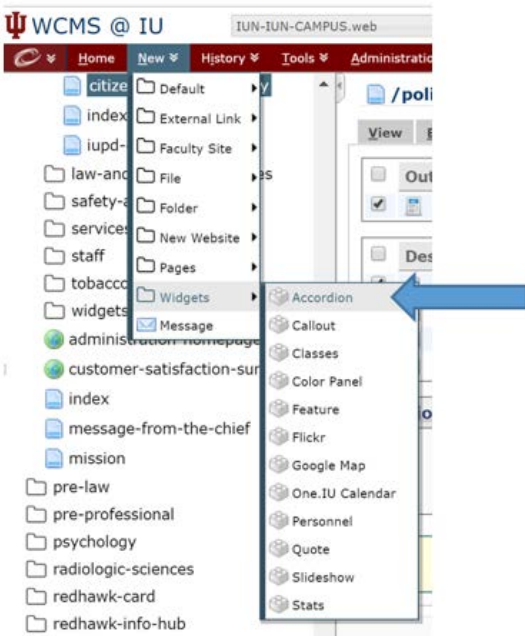 WCMS @ IU
IUN-IUN-CAMPUS.web
Home New History Tools
citize
y
index
iupd-
law-and
es
safety-a
services
staff
tobacco
widgets
customer-satisfaction-sur
index
message-from-the-chief
mission
pre-law
pre-professional
psychology
radiologic-sciences
redhawk-card
redhawk-info-hub
Default
External Link
Faculty Site
File
Folder
New Website
Pages
Widgets
Message
Accordion
Callout
Classes
Color Panel
Feature
Flickr
Google Map
One.IU Calendar
Personnel
Quote
Slideshow
Stats
Administratio
/poli
View
Out
Des